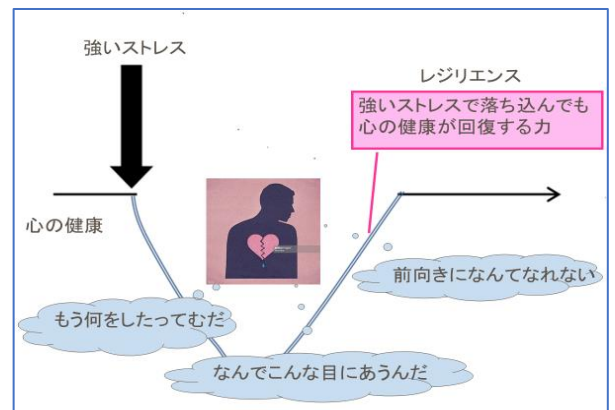 強いストレス
レジリエンス
強いストレスで落ち込んでも
心の健康が回復する力
心の健康
前向きになんてなれない
もう何をしたってむだ
なんでこんな目にあうんだ